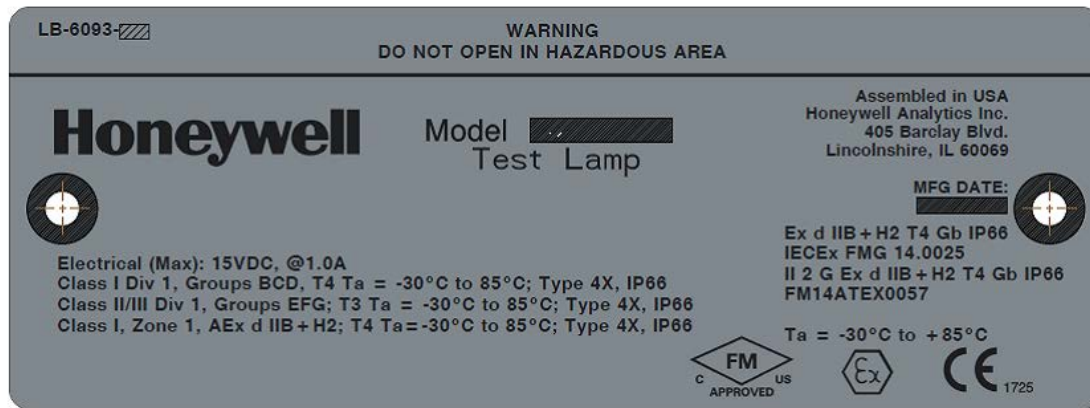 LB-6093-
WARNING
DO NOT OPEN IN HAZARDOUS AREA
Honeywell
Model
Test Lamp
Assembled in USA
Honeywell Analytics Inc.
405 Barclay Blvd.
Lincolnshire, IL 60069
MFG DATE:
Electrical (Max): 15VDC, @1.0A
Class I Div 1, Groups BCD, T4 Ta = -30°C to 85°C; Type 4X, IP66
Class II/III Div 1, Groups EFG; T3 Ta = -30°C to 85°C; Type 4X, IP66
Class I, Zone 1, AEx d IIB+H2; T4 Ta=-30°C to 85°C; Type 4X, IP66
Ex d IIB+H2 T4 Gb IP66
IECEx FMG 14.0025
II 2 G Ex d IIB+H2 T4 Gb IP66
FM14ATEX0057
Ta = -30°C to +85°C
FM
C US
APPROVED
Ex
CE 1725